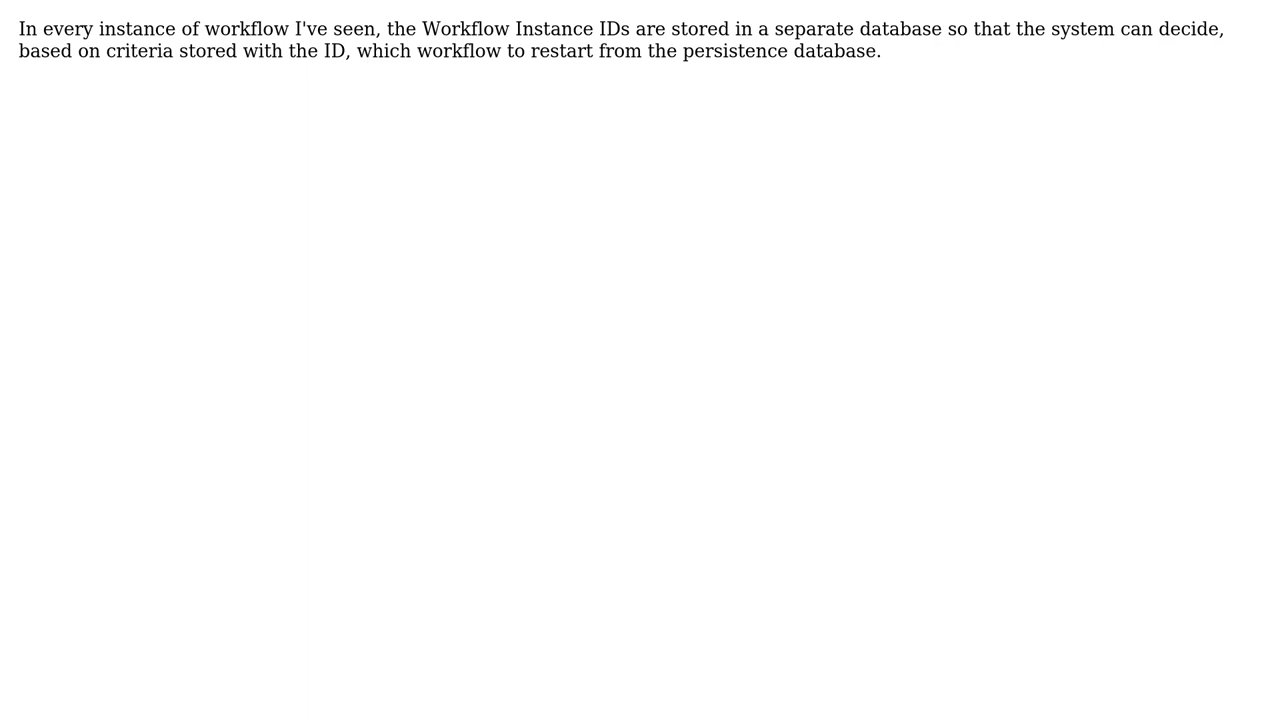 In every instance of workflow I've seen, the Workflow Instance IDs are stored in a separate database so that the system can decide,
based on criteria stored with the ID, which workflow to restart from the persistence database.